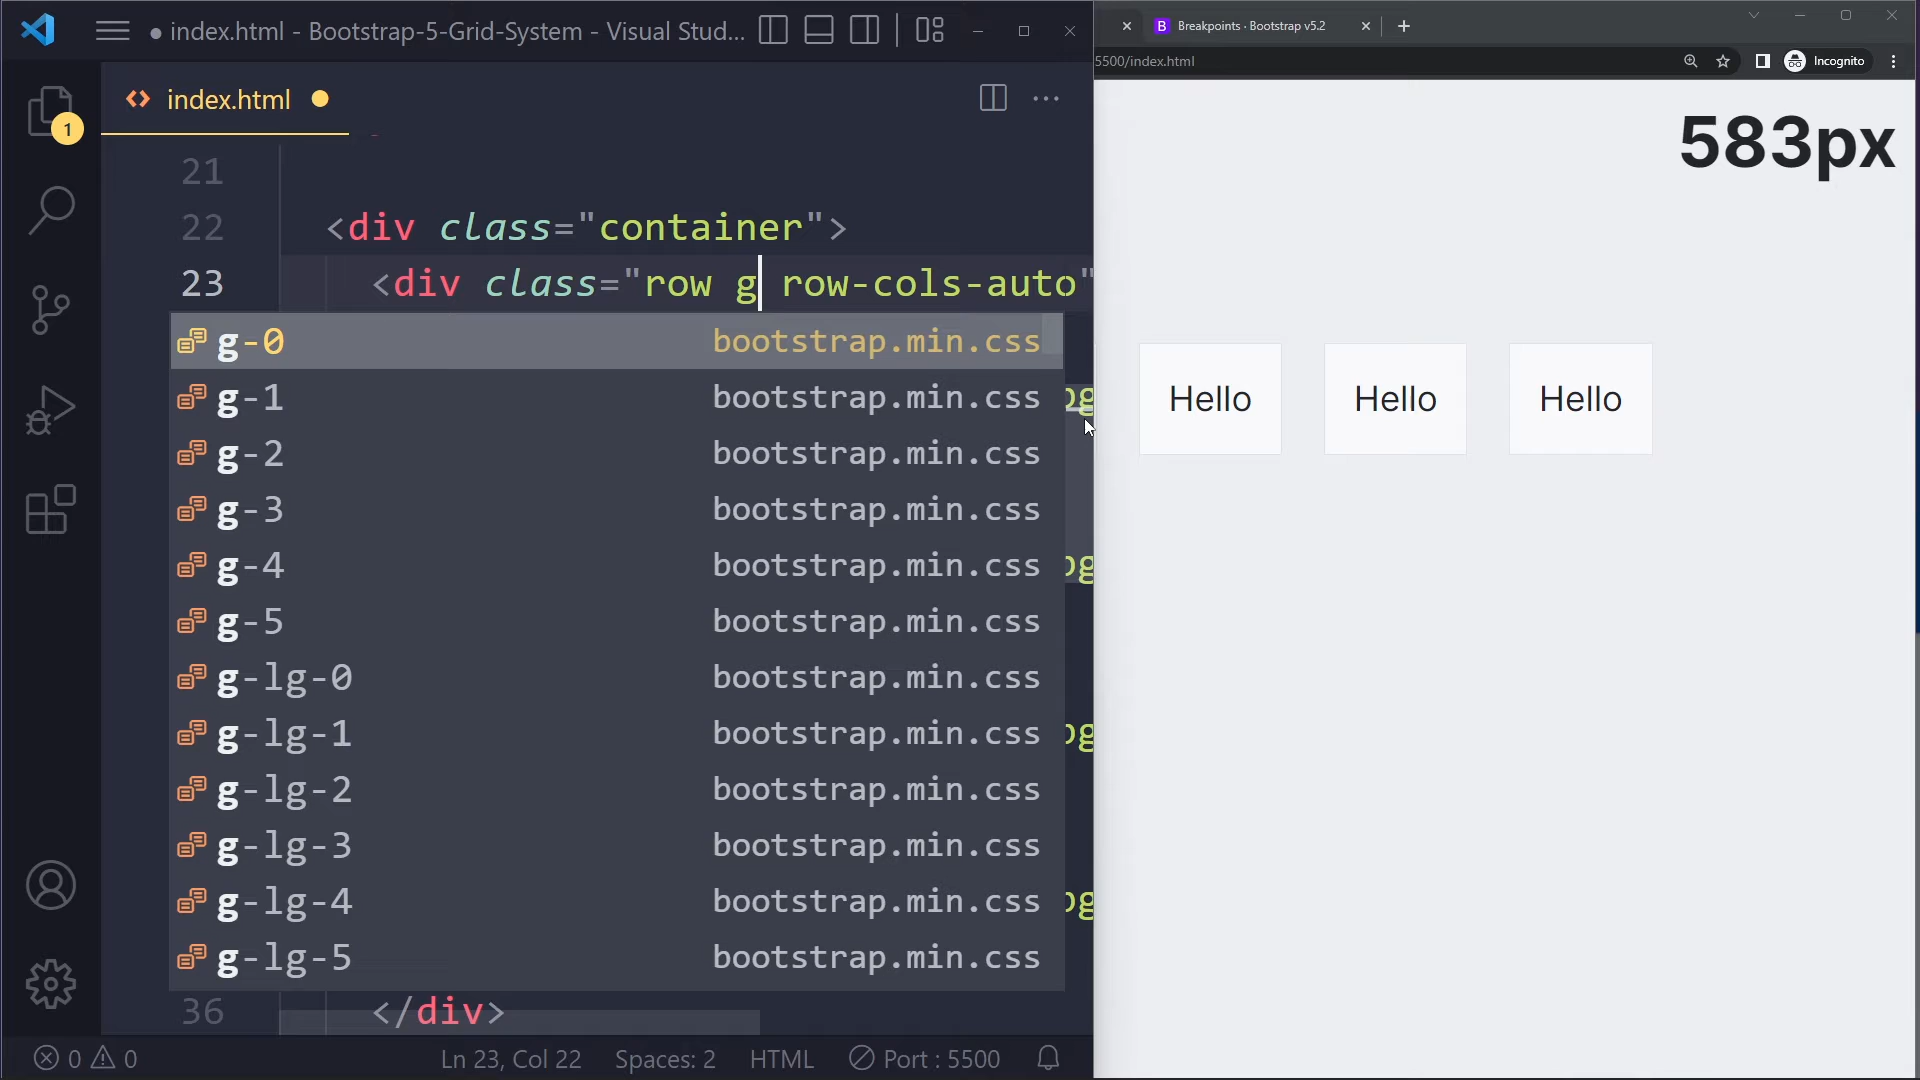 index.html - Bootstrap-5-Grid-System - Visual Stud...
Breakpoints · Bootstrap v5.2
5500/index.html
Incognito
index.html
1
583px
21
22 <div class="container">
23 <div class="row g row-cols-auto"
g-0 bootstrap.min.css
g-1 bootstrap.min.css
g-2 bootstrap.min.css
g-3 bootstrap.min.css
g-4 bootstrap.min.css
g-5 bootstrap.min.css
g-lg-0 bootstrap.min.css
g-lg-1 bootstrap.min.css
g-lg-2 bootstrap.min.css
g-lg-3 bootstrap.min.css
g-lg-4 bootstrap.min.css
g-lg-5 bootstrap.min.css
36 </div>
Hello Hello Hello
0 0 Ln 23, Col 22 Spaces: 2 HTML Port : 5500